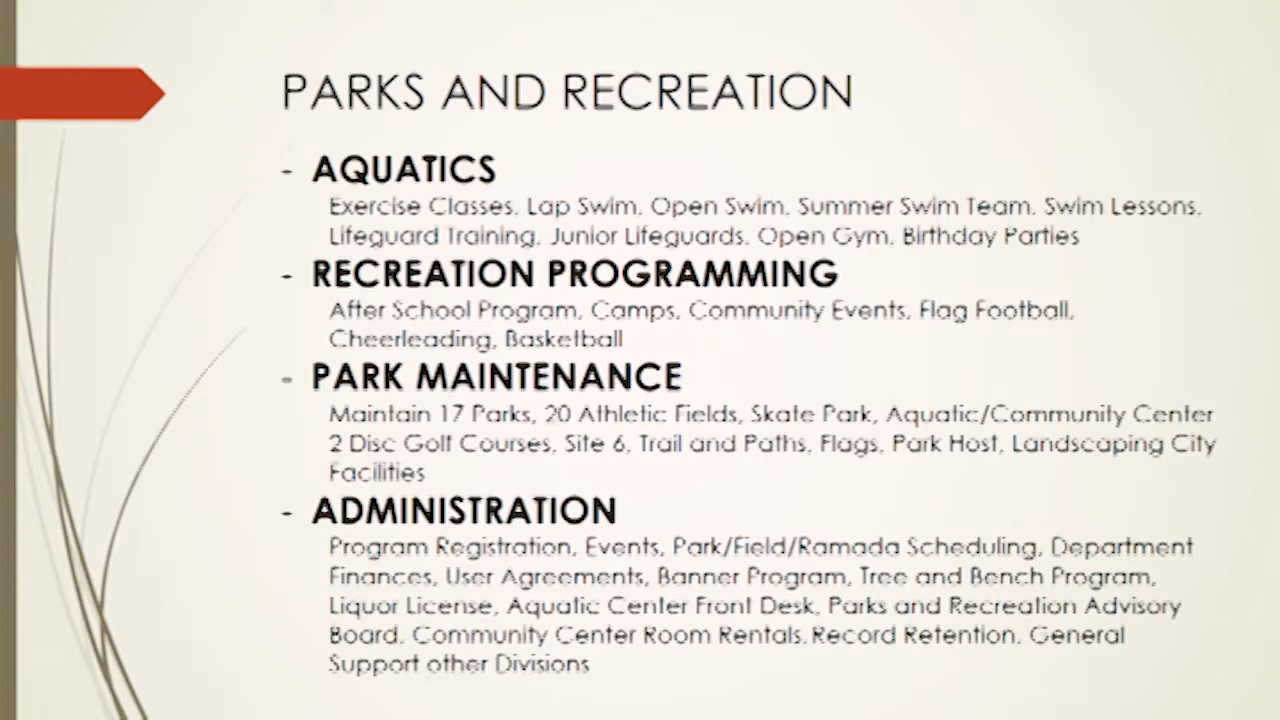 PARKS AND RECREATION
- AQUATICS
Exercise Classes, Lap Swim, Open Swim, Summer Swim Team, Swim Lessons,
Lifeguard Training, Junior Lifeguards, Open Gym, Birthday Parties
- RECREATION PROGRAMMING
After School Program, Camps, Community Events, Flag Football,
Cheerleading, Basketball
- PARK MAINTENANCE
Maintain 17 Parks, 20 Athletic Fields, Skate Park, Aquatic/Community Center
2 Disc Golf Courses, Site 6, Trail and Paths, Flags, Park Host, Landscaping City
Facilities
- ADMINISTRATION
Program Registration, Events, Park/Field/Ramada Scheduling, Department
Finances, User Agreements, Banner Program, Tree and Bench Program,
Liquor License, Aquatic Center Front Desk, Parks and Recreation Advisory
Board, Community Center Room Rentals, Record Retention, General
Support other Divisions